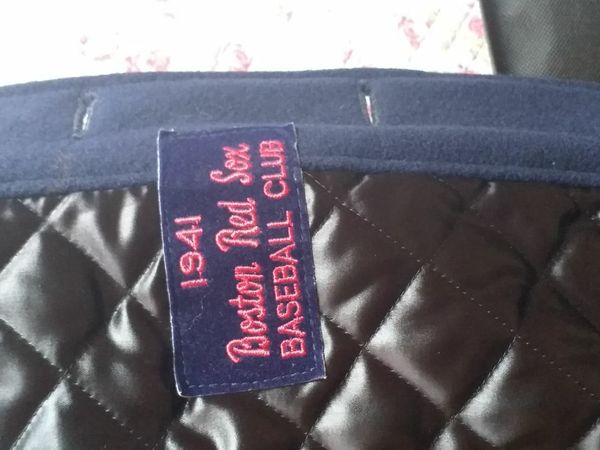 1941
Boston Red Sox
BASEBALL CLUB